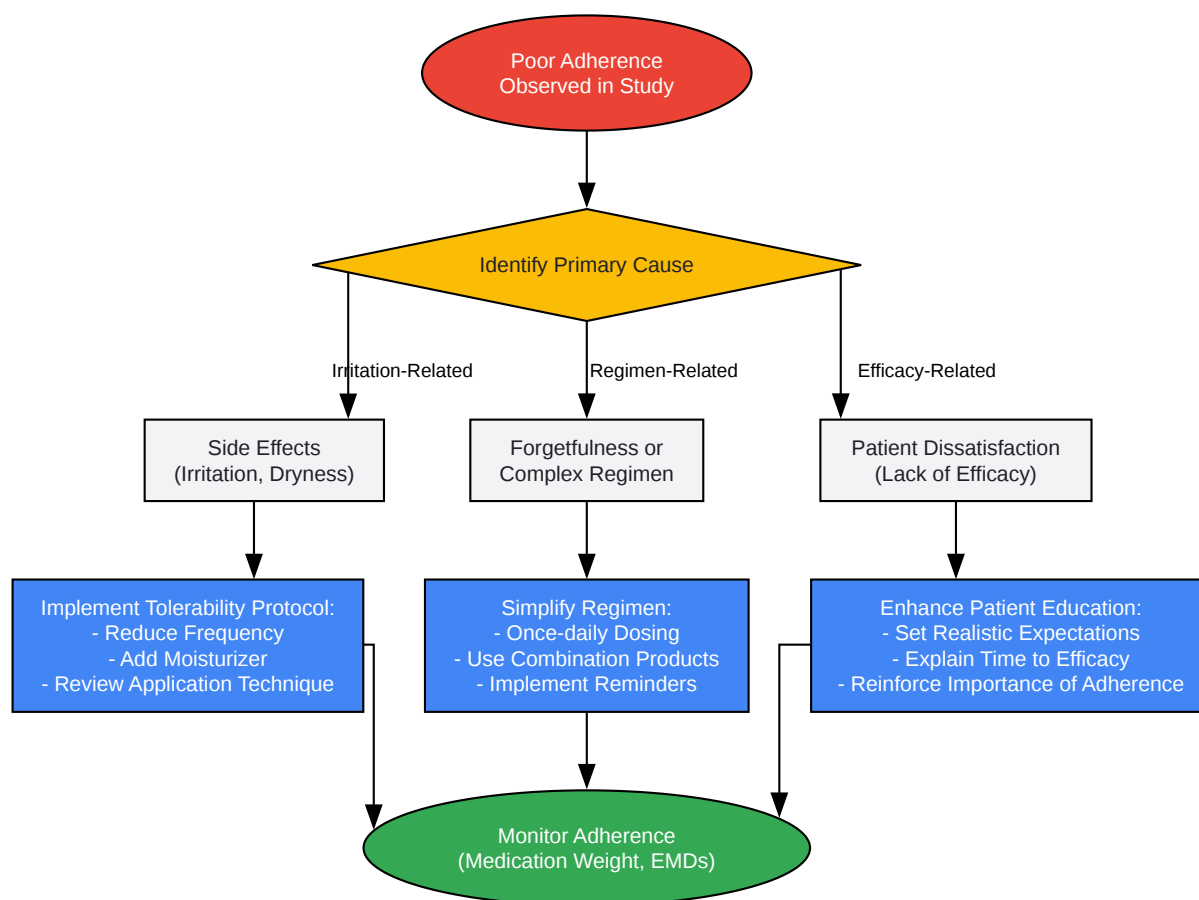 Poor Adherence
Observed in Study
Identify Primary Cause
Irritation-Related
Regimen-Related
Efficacy-Related
Side Effects
(Irritation, Dryness)
Forgetfulness or
Complex Regimen
Patient Dissatisfaction
(Lack of Efficacy)
Implement Tolerability Protocol:
- Reduce Frequency
- Add Moisturizer
- Review Application Technique
Simplify Regimen:
- Once-daily Dosing
- Use Combination Products
- Implement Reminders
Enhance Patient Education:
- Set Realistic Expectations
- Explain Time to Efficacy
- Reinforce Importance of Adherence
Monitor Adherence
(Medication Weight, EMDs)